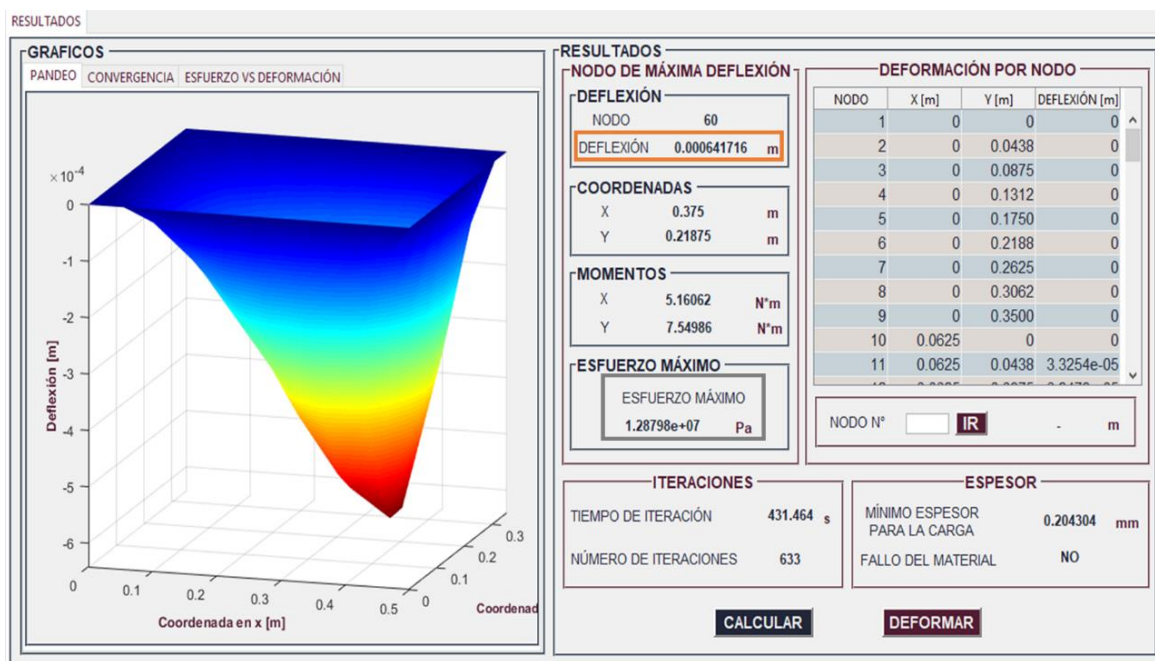 RESULTADOS
GRAFICOS
PANDEO CONVERGENCIA ESFUERZO VS DEFORMACIÓN
×10⁻⁴
0
-1
-2
-3
-4
-5
-6
Deflexión [m]
0 0.1 0.2 0.3 0.4 0.5
Coordenada en x [m]
0 0.1 0.2 0.3
Coordenad
RESULTADOS
NODO DE MÁXIMA DEFLEXIÓN
DEFLEXIÓN
NODO 60
DEFLEXIÓN 0.000641716 m
COORDENADAS
X 0.375 m
Y 0.21875 m
MOMENTOS
X 5.16062 N*m
Y 7.54986 N*m
ESFUERZO MÁXIMO
ESFUERZO MÁXIMO
1.28798e+07 Pa
DEFORMACIÓN POR NODO
NODO X [m] Y [m] DEFLEXIÓN [m]
1 0 0 0
2 0 0.0438 0
3 0 0.0875 0
4 0 0.1312 0
5 0 0.1750 0
6 0 0.2188 0
7 0 0.2625 0
8 0 0.3062 0
9 0 0.3500 0
10 0.0625 0 0
11 0.0625 0.0438 3.3254e-05
NODO N° IR - m
ITERACIONES
TIEMPO DE ITERACIÓN 431.464 s
NÚMERO DE ITERACIONES 633
ESPESOR
MÍNIMO ESPESOR
PARA LA CARGA 0.204304 mm
FALLO DEL MATERIAL NO
CALCULAR DEFORMAR